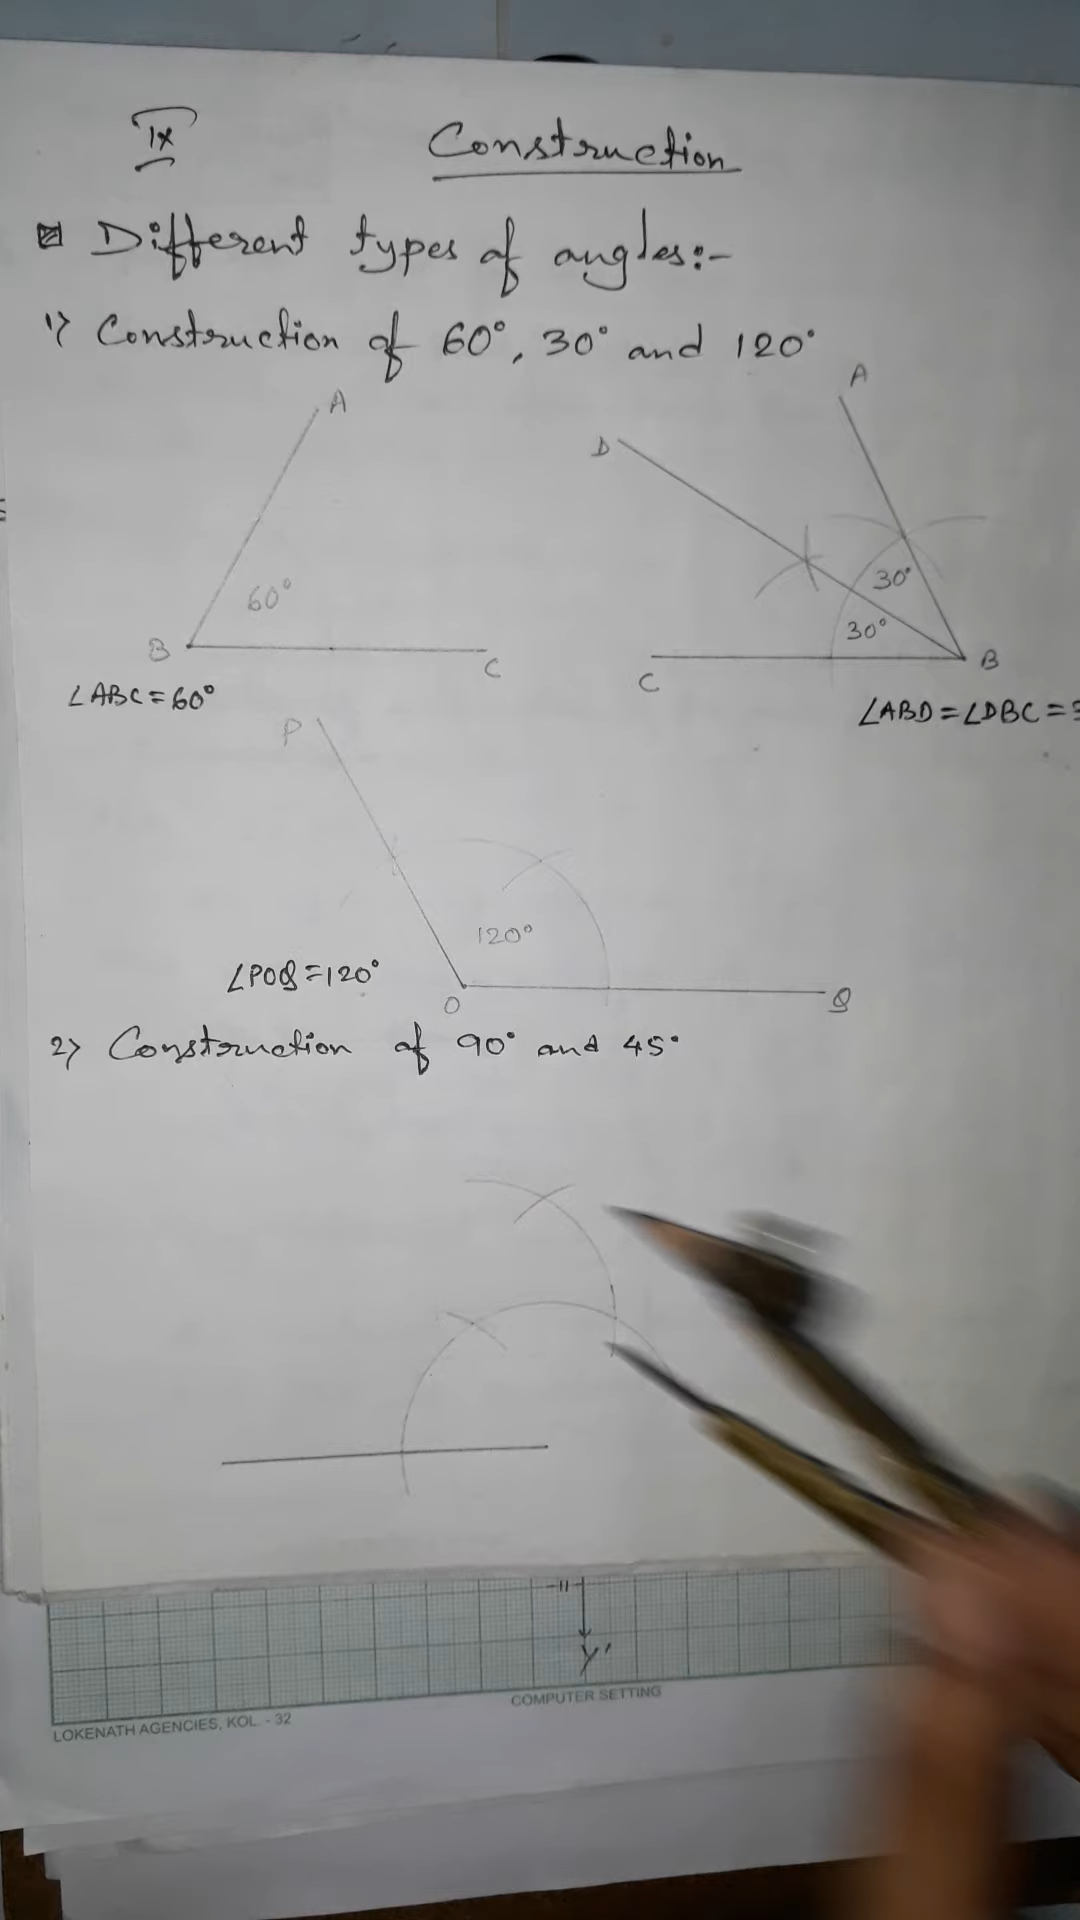 IX
Construction
Different types of angles:-
1) Construction of 60°, 30° and 120°
A
60°
B
C
∠ABC=60°
A
D
30°
30°
C
B
∠ABD=∠DBC=
P
120°
∠POQ=120°
O
Q
2) Construction of 90° and 45°
-11
Y'
COMPUTER SETTING
LOKENATH AGENCIES, KOL. - 32